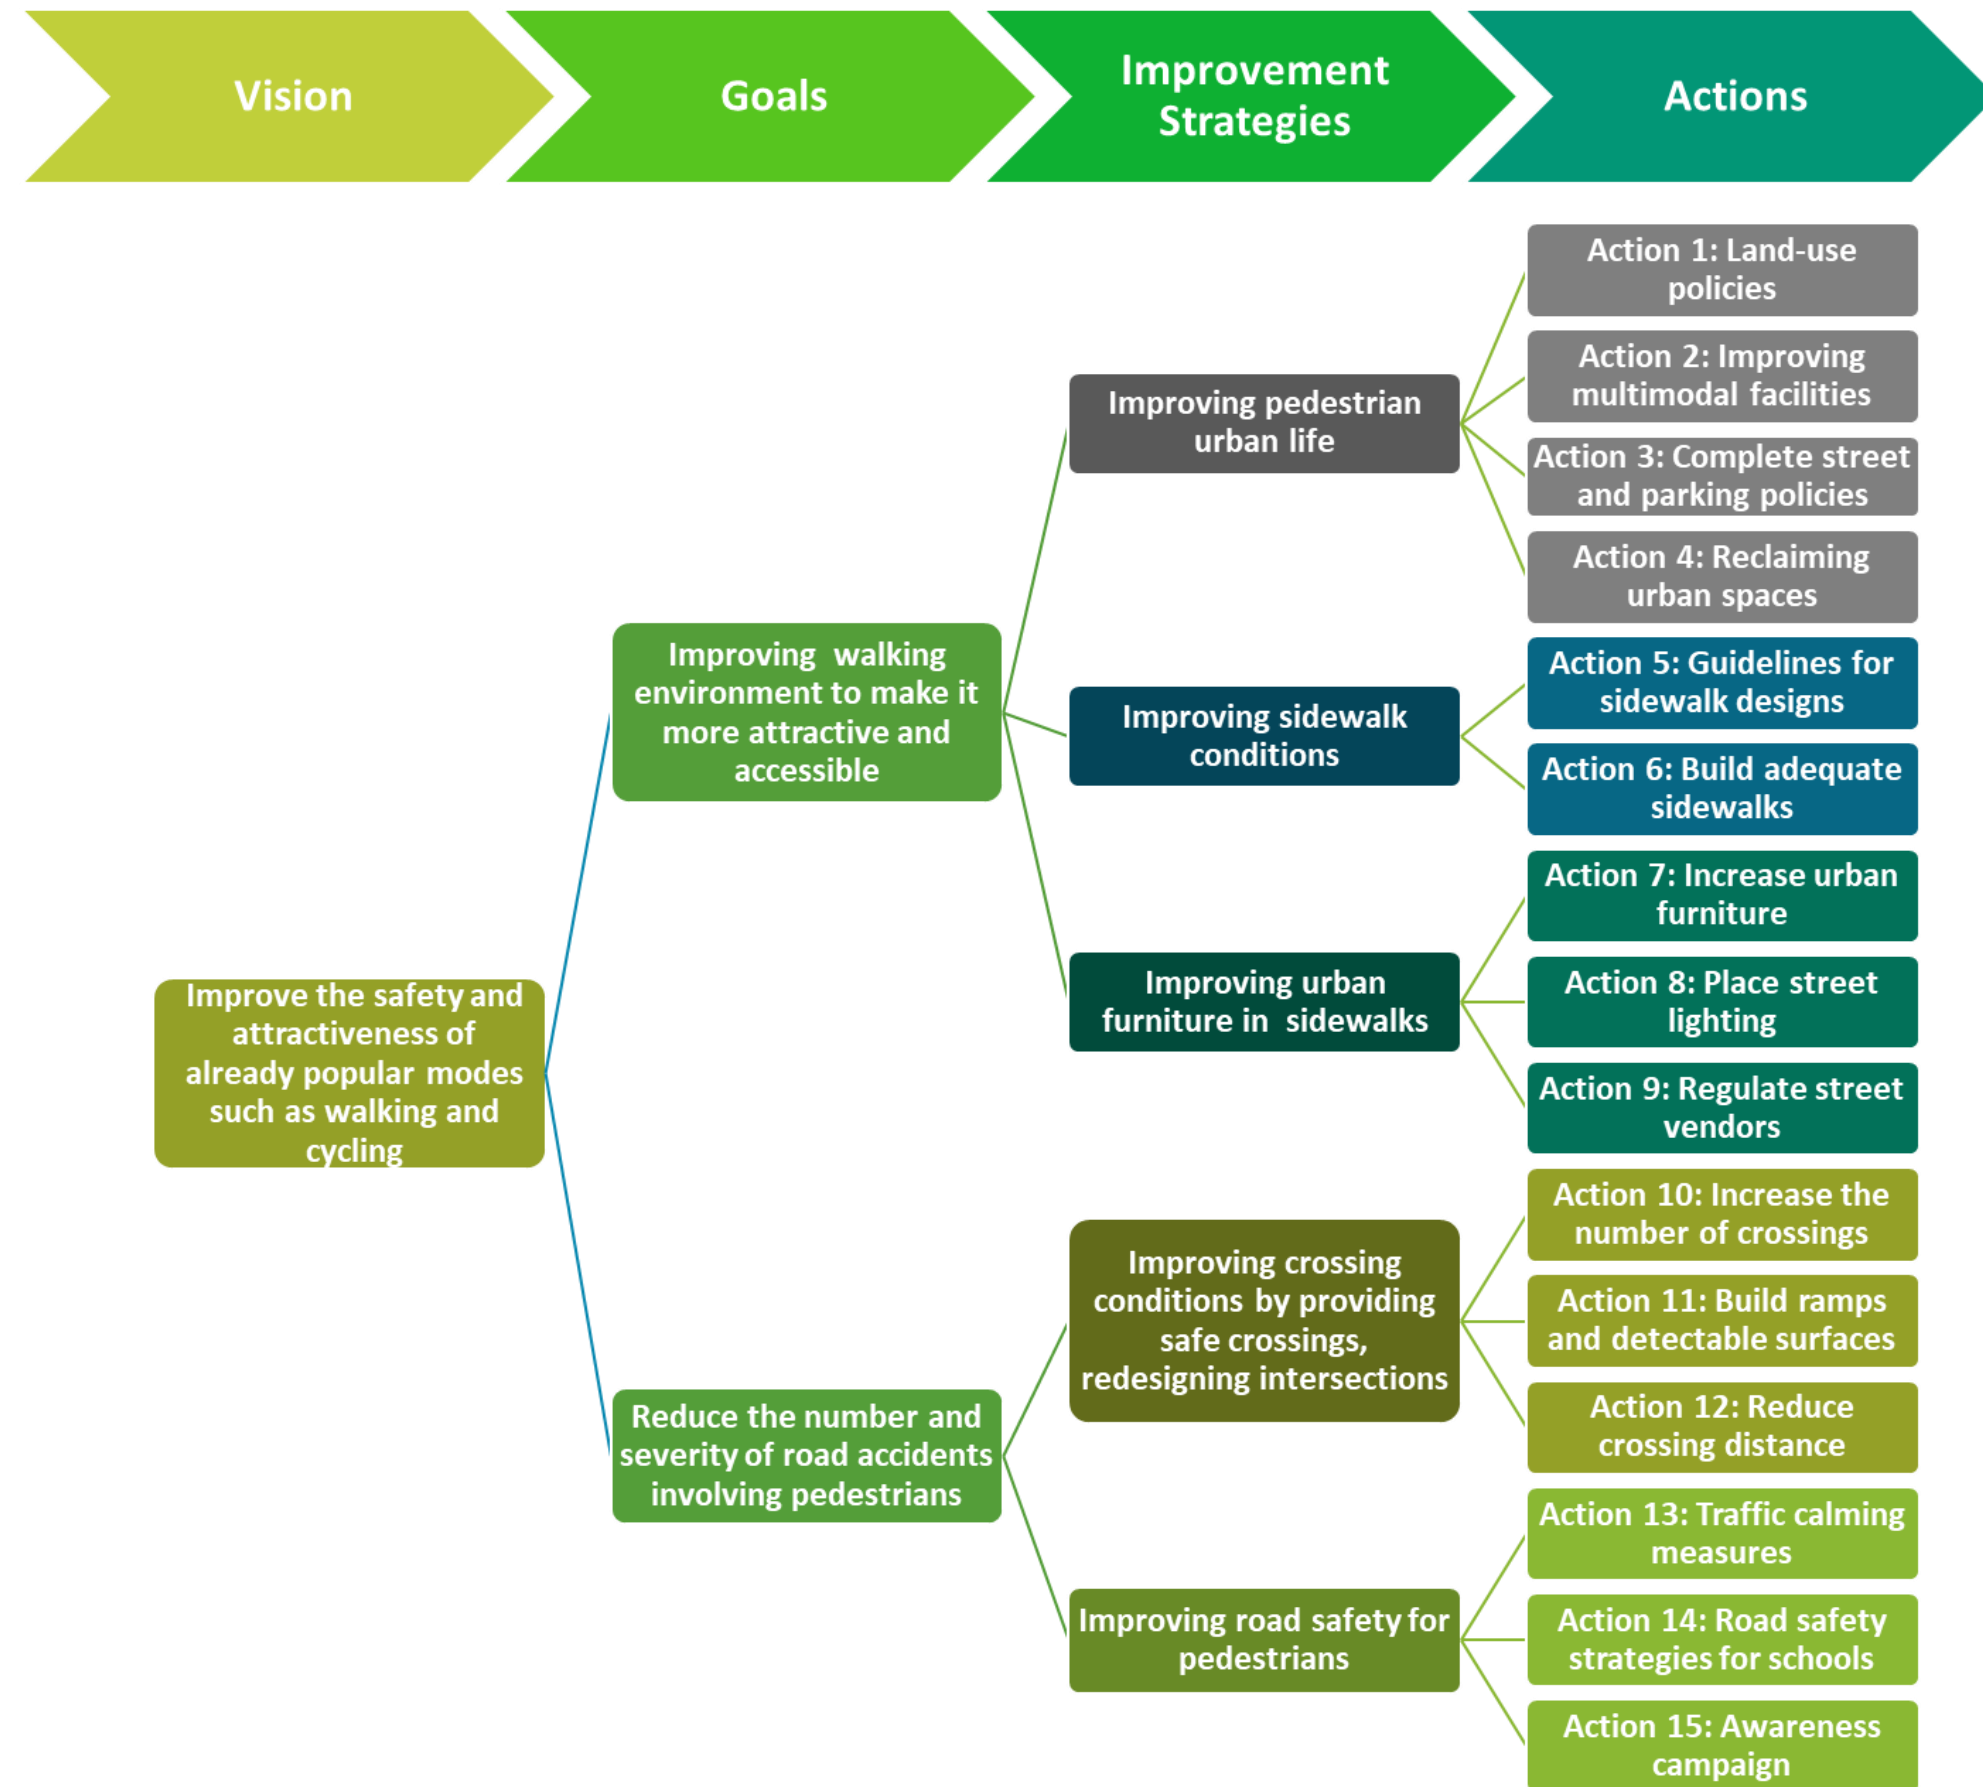 Vision
Goals
Improvement
Strategies
Actions
Improve the safety and
attractiveness of
already popular modes
such as walking and
cycling
Improving walking
environment to make it
more attractive and
accessible
Reduce the number and
severity of road accidents
involving pedestrians
Improving pedestrian
urban life
Improving sidewalk
conditions
Improving urban
furniture in sidewalks
Improving crossing
conditions by providing
safe crossings,
redesigning intersections
Improving road safety for
pedestrians
Action 1: Land-use
policies
Action 2: Improving
multimodal facilities
Action 3: Complete street
and parking policies
Action 4: Reclaiming
urban spaces
Action 5: Guidelines for
sidewalk designs
Action 6: Build adequate
sidewalks
Action 7: Increase urban
furniture
Action 8: Place street
lighting
Action 9: Regulate street
vendors
Action 10: Increase the
number of crossings
Action 11: Build ramps
and detectable surfaces
Action 12: Reduce
crossing distance
Action 13: Traffic calming
measures
Action 14: Road safety
strategies for schools
Action 15: Awareness
campaign